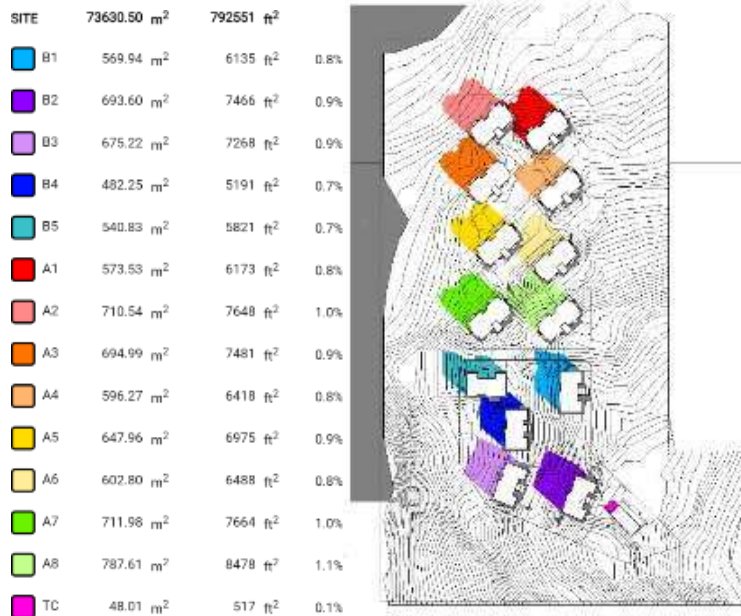 SITE 73630.50 m² 792551 ft²
B1 569.94 m² 6135 ft² 0.8%
B2 693.60 m² 7466 ft² 0.9%
B3 675.22 m² 7268 ft² 0.9%
B4 482.25 m² 5191 ft² 0.7%
B5 540.83 m² 5821 ft² 0.7%
A1 573.53 m² 6173 ft² 0.8%
A2 710.54 m² 7648 ft² 1.0%
A3 694.99 m² 7481 ft² 0.9%
A4 596.27 m² 6418 ft² 0.8%
A5 647.96 m² 6975 ft² 0.9%
A6 602.80 m² 6488 ft² 0.8%
A7 711.98 m² 7664 ft² 1.0%
A8 787.61 m² 8478 ft² 1.1%
TC 48.01 m² 517 ft² 0.1%